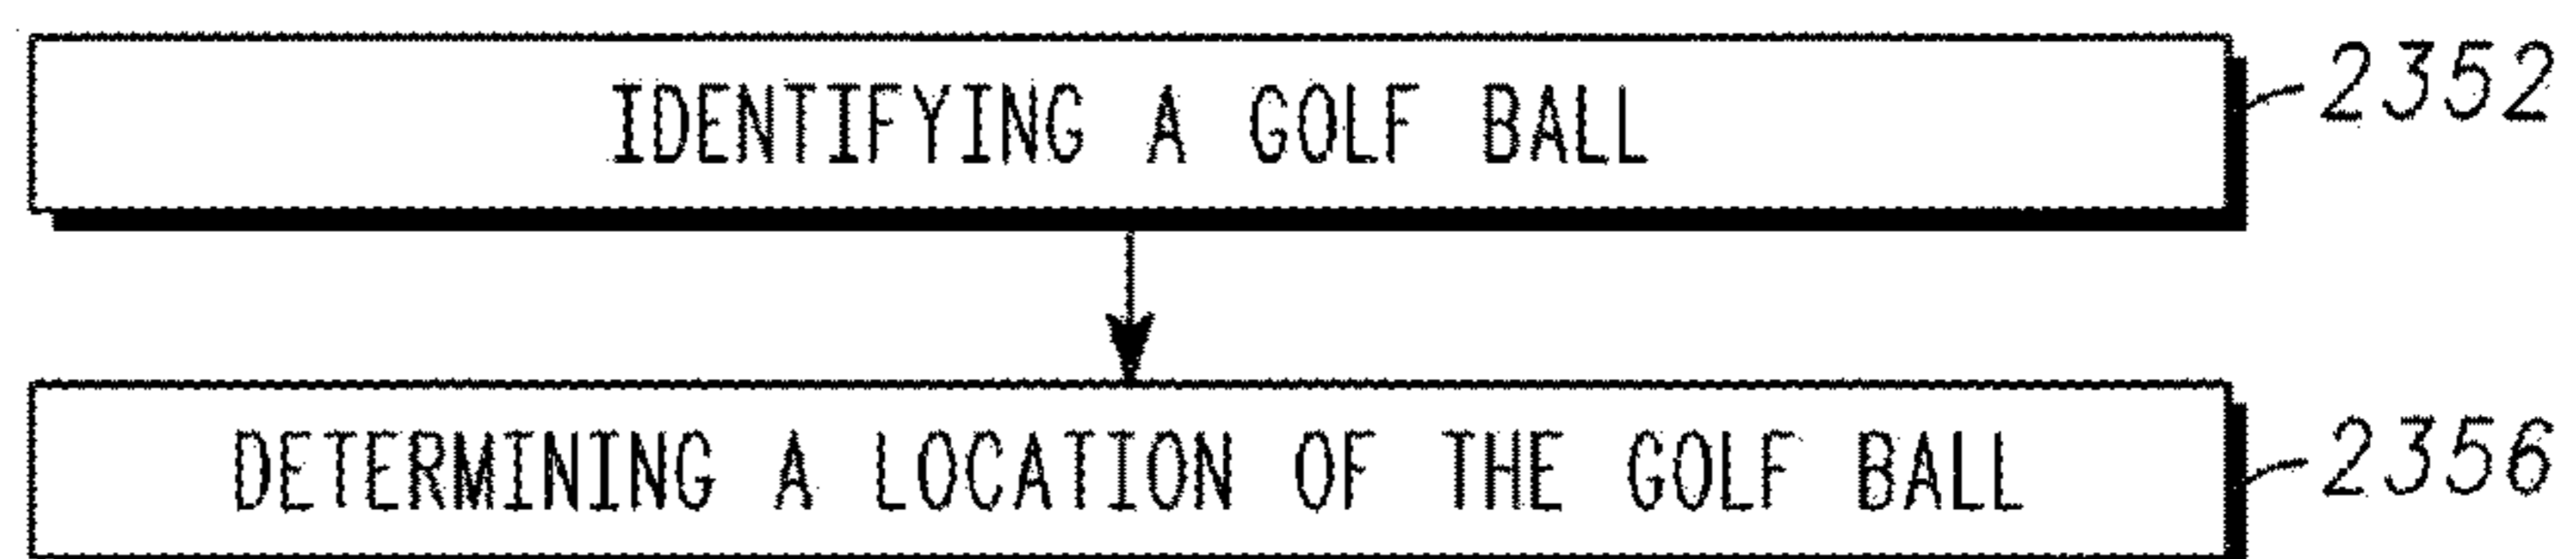 IDENTIFYING A GOLF BALL 2352
DETERMINING A LOCATION OF THE GOLF BALL 2356